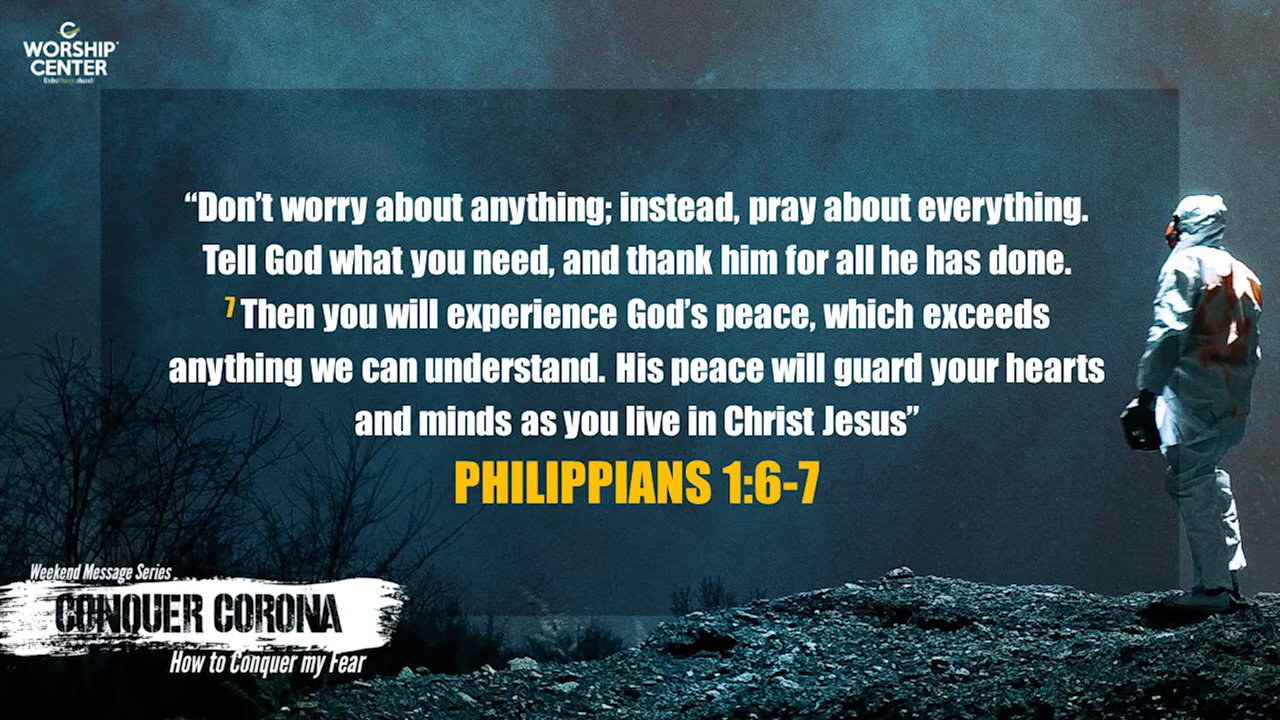 WORSHIP
CENTER
“Don’t worry about anything; instead, pray about everything.
Tell God what you need, and thank him for all he has done.
7 Then you will experience God’s peace, which exceeds
anything we can understand. His peace will guard your hearts
and minds as you live in Christ Jesus”
PHILIPPIANS 1:6-7
Weekend Message Series
CONQUER CORONA
How to Conquer my Fear